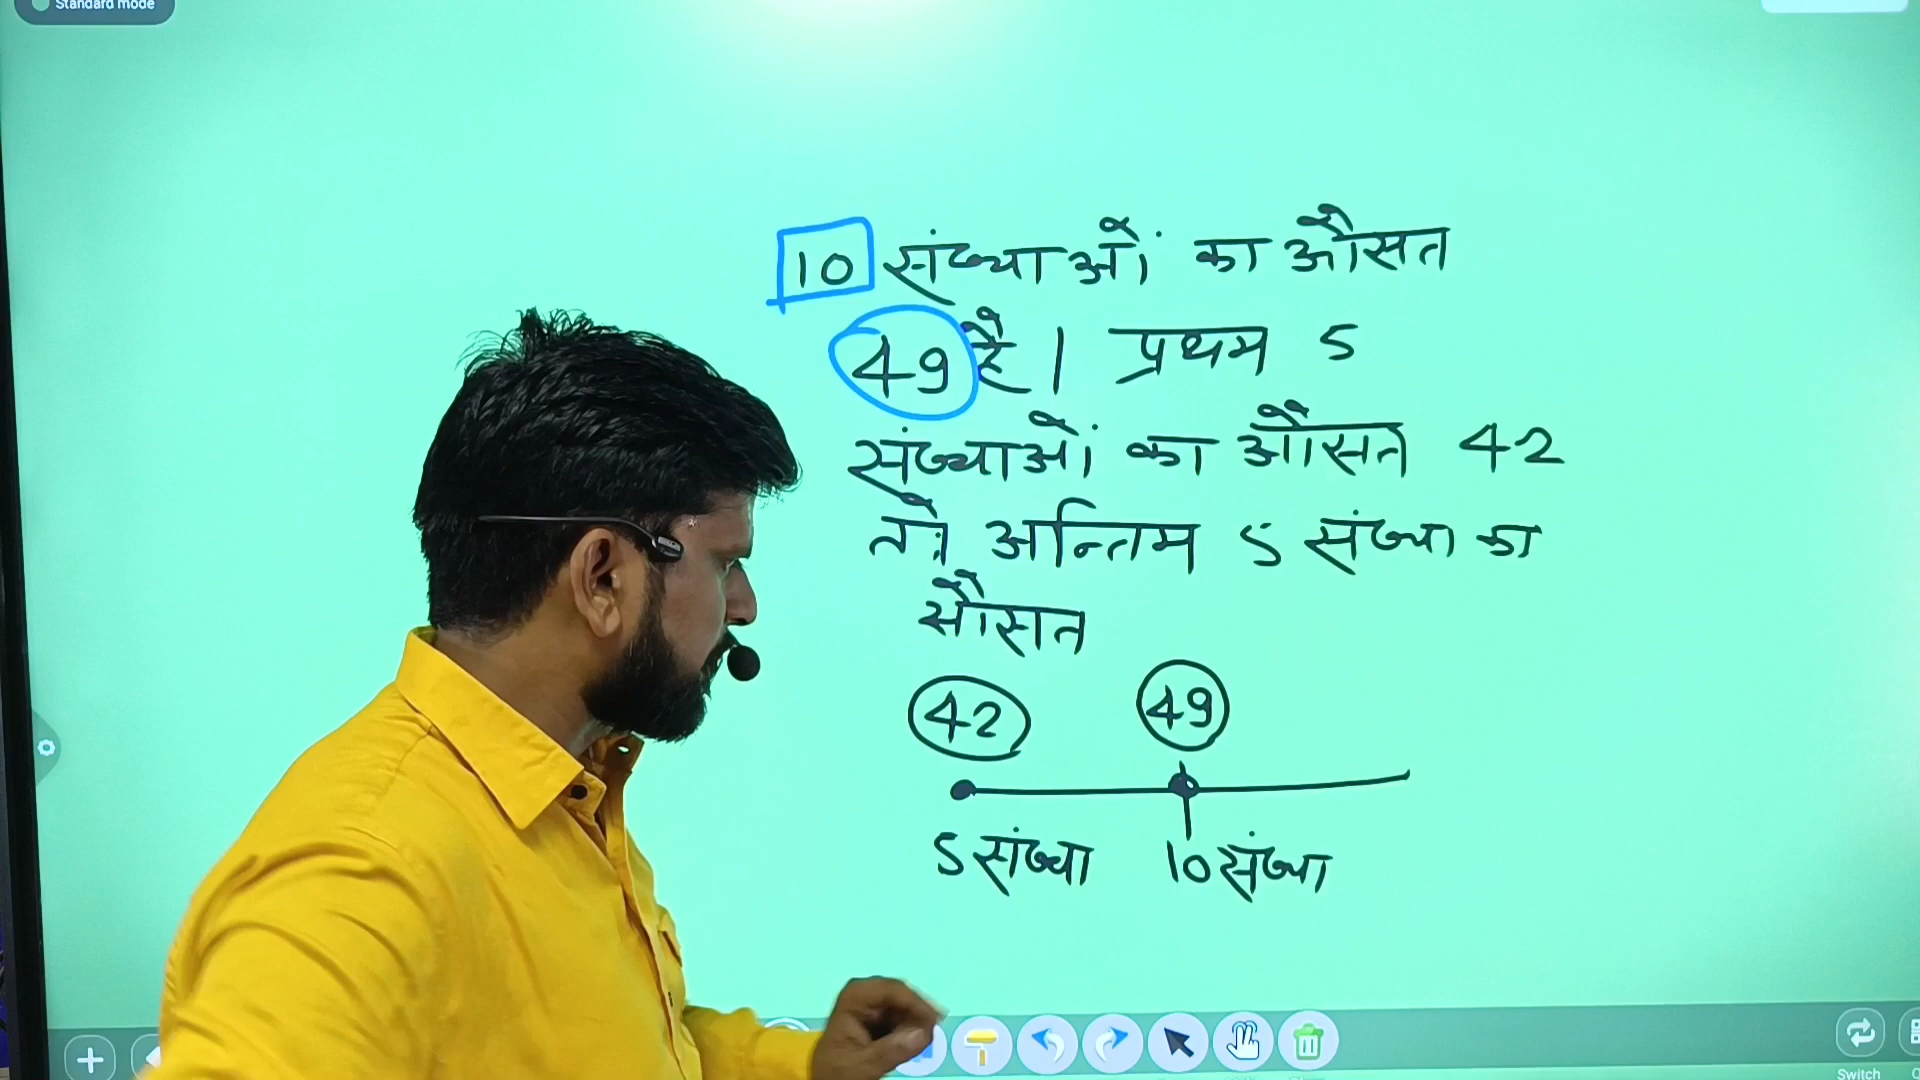 Standard mode
10 संख्याओं का औसत
49 है। प्रथम 5
संख्याओं का औसत 42
तो अन्तिम 5 संख्या का
औसत
42 49
5 संख्या 10 संख्या
Switch